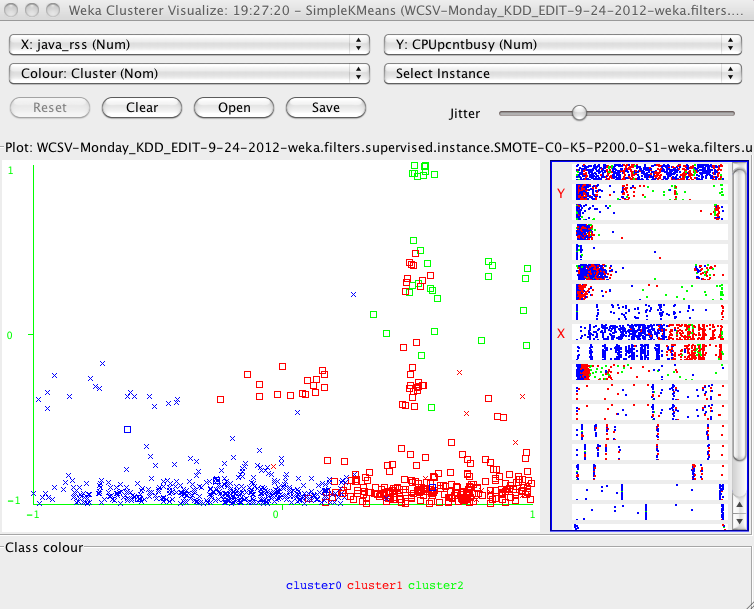 Weka Clusterer Visualize: 19:27:20 – SimpleKMeans (WCSV-Monday_KDD_EDIT-9-24-2012-weka.filters....
X: java_rss (Num) Y: CPUpcntbusy (Num)
Colour: Cluster (Nom) Select Instance
Reset Clear Open Save Jitter
Plot: WCSV-Monday_KDD_EDIT-9-24-2012-weka.filters.supervised.instance.SMOTE-C0-K5-P200.0-S1-weka.filters.u
1
Y
0 X
-1
-1 0 1
Class colour
cluster0 cluster1 cluster2